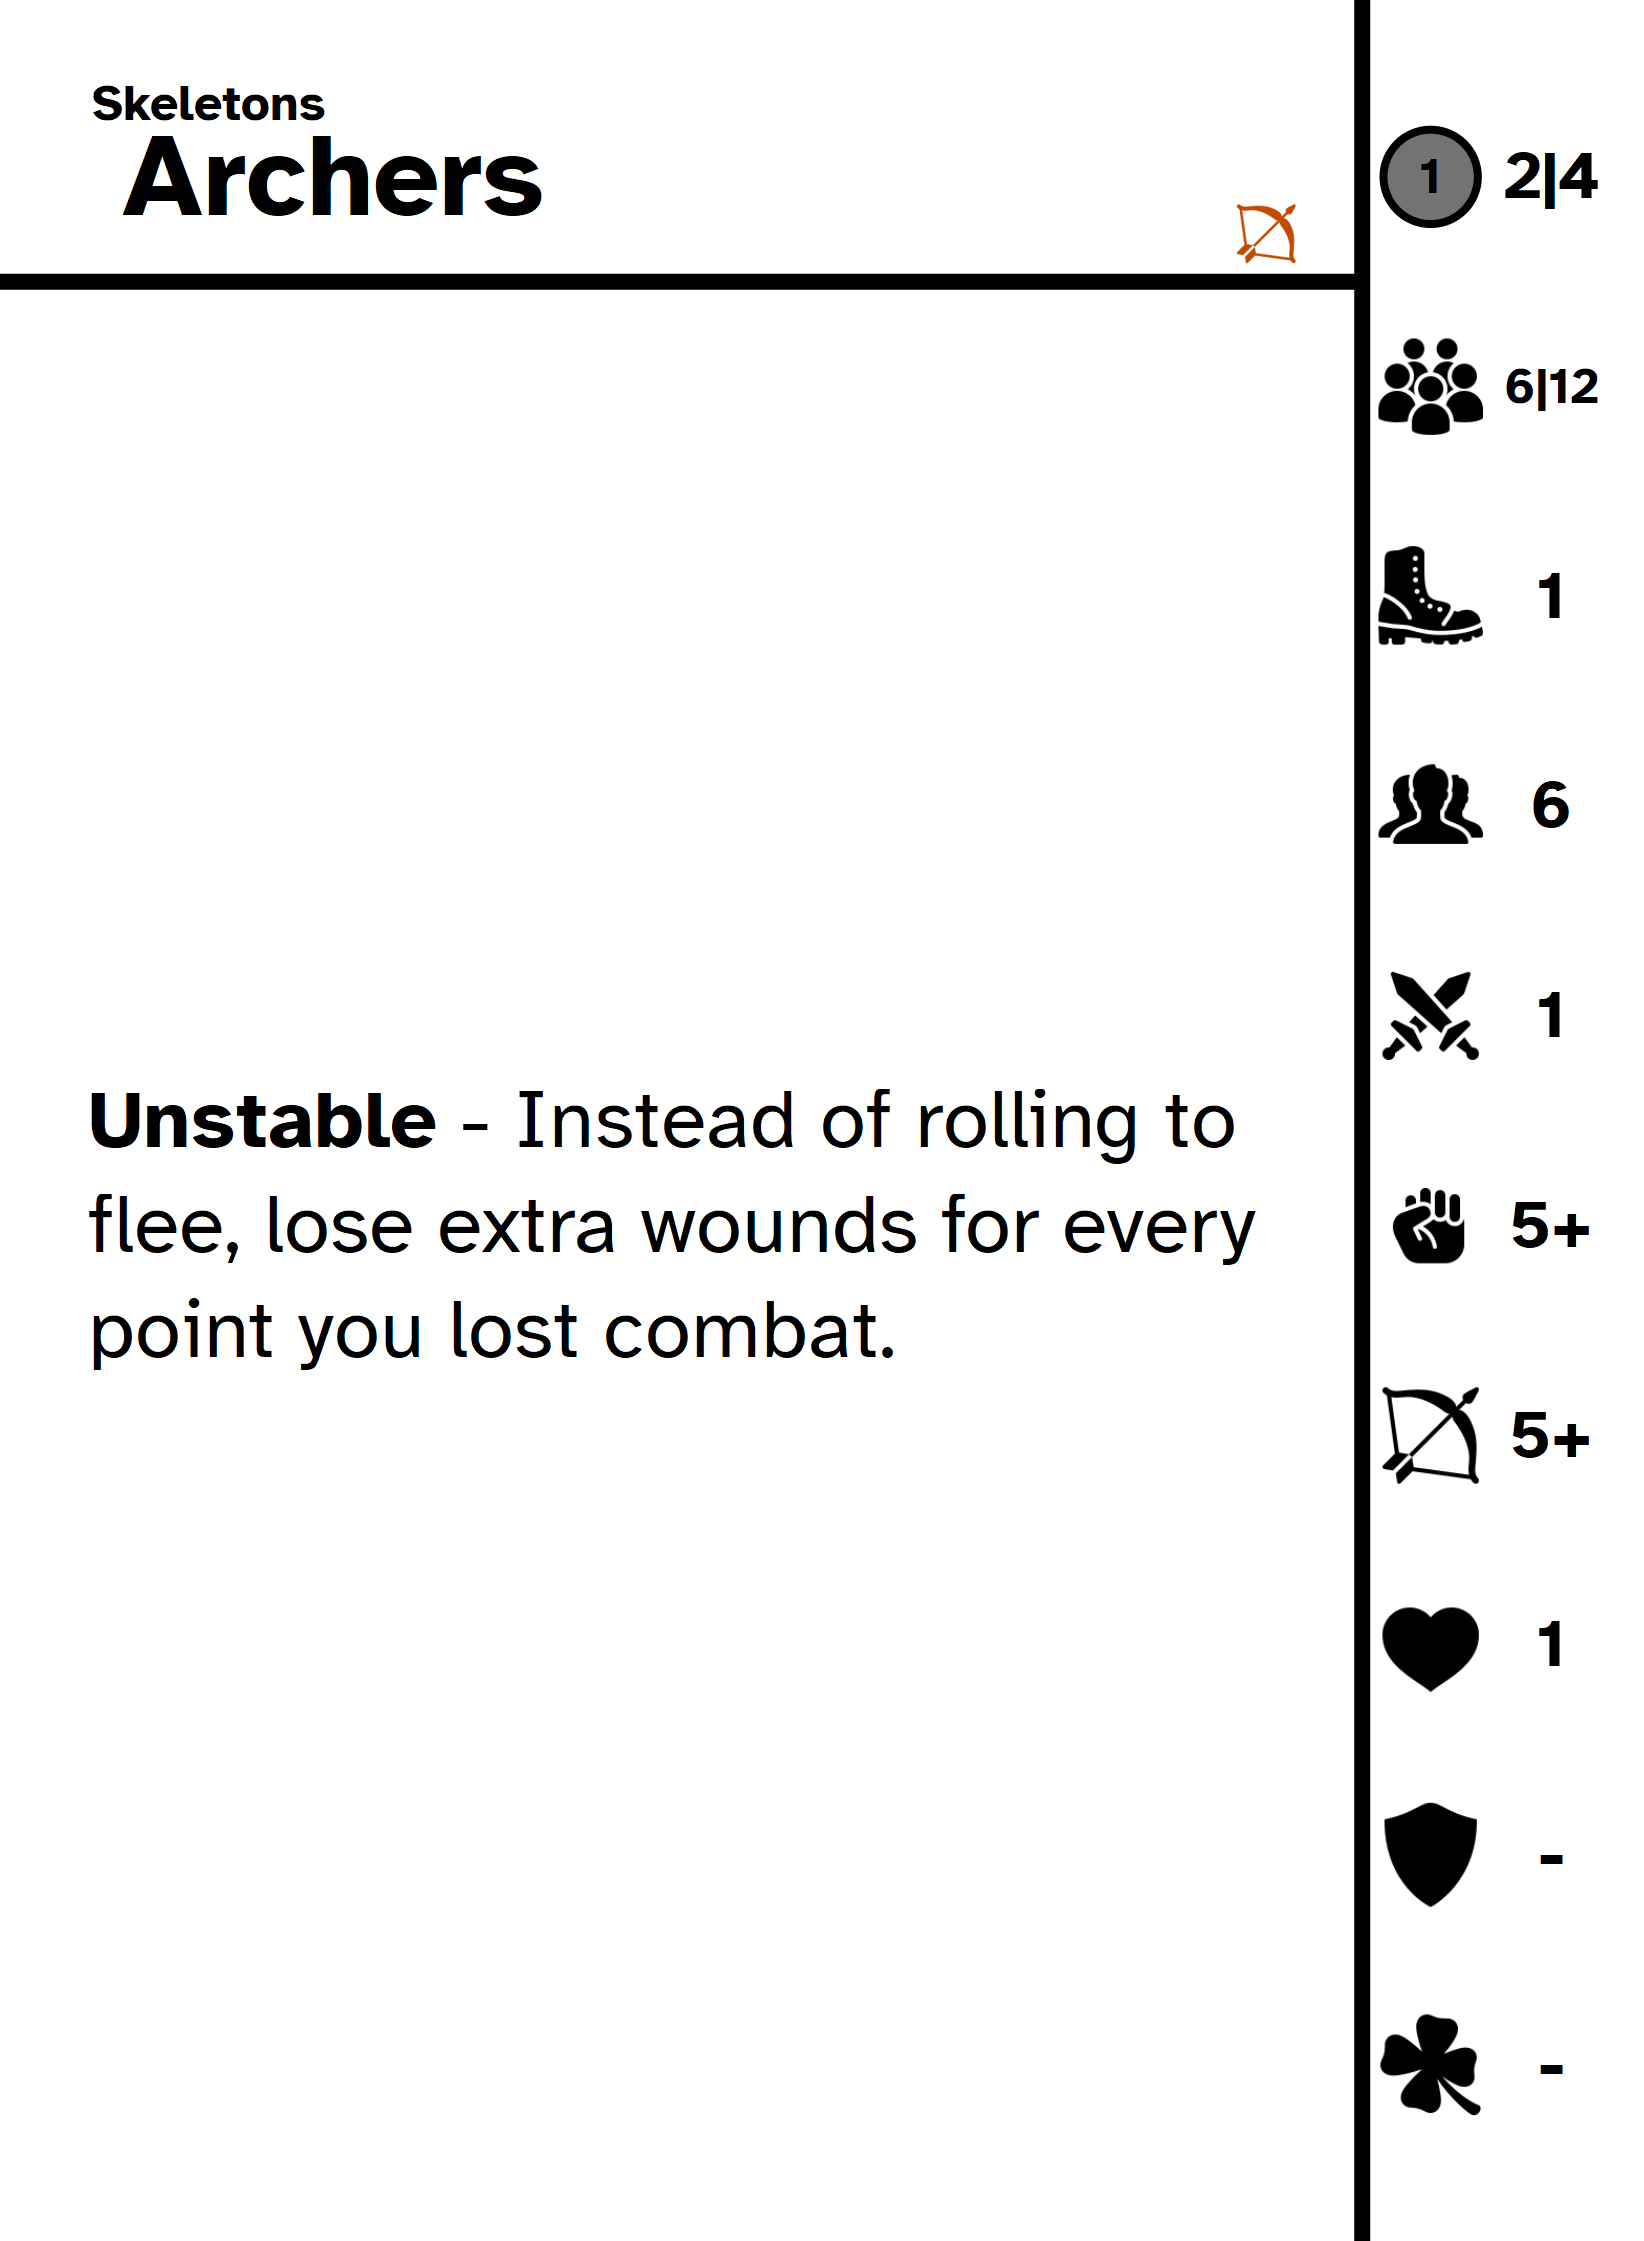 Skeletons
Archers
1 2|4
6|12
1
6
1
Unstable - Instead of rolling to
flee, lose extra wounds for every
point you lost combat.
5+
5+
1
-
-